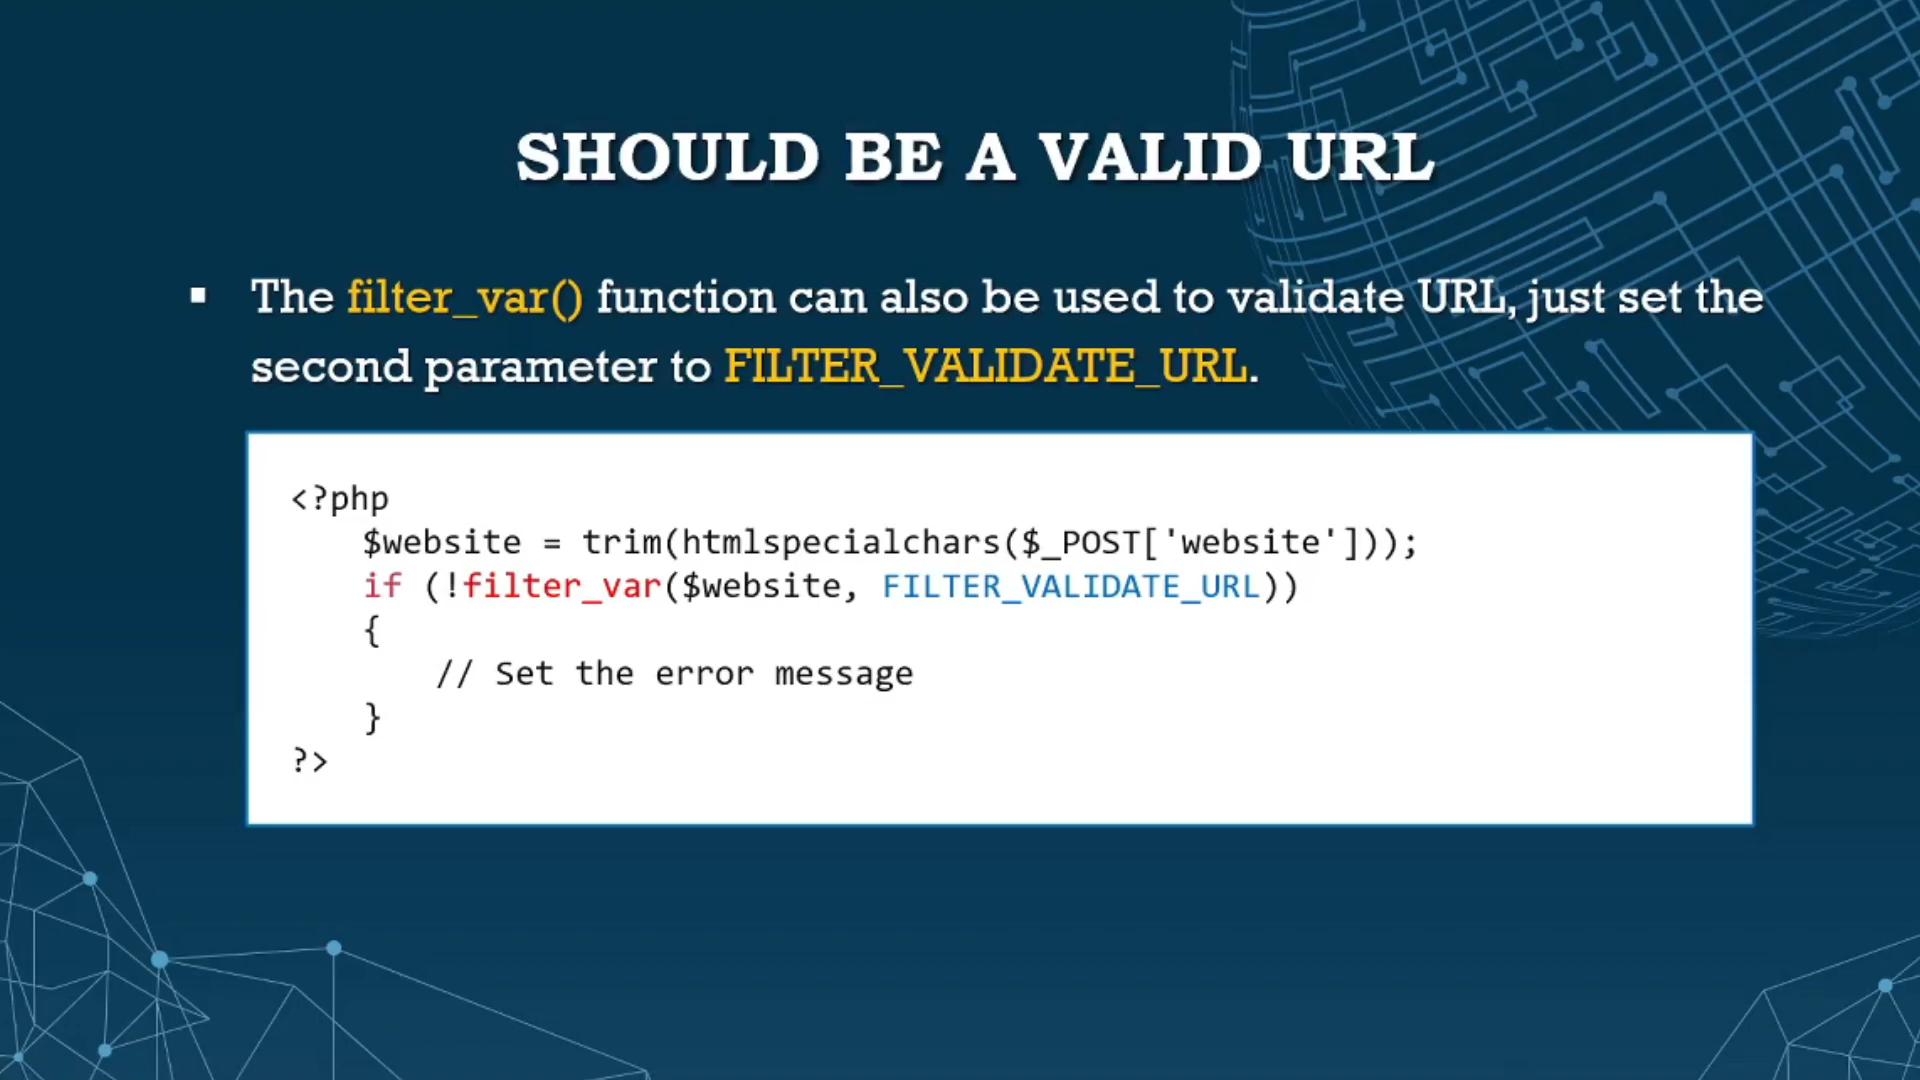 SHOULD BE A VALID URL
▪ The filter_var() function can also be used to validate URL, just set the
second parameter to FILTER_VALIDATE_URL.
<?php
    $website = trim(htmlspecialchars($_POST['website']));
    if (!filter_var($website, FILTER_VALIDATE_URL))
    {
        // Set the error message
    }
?>